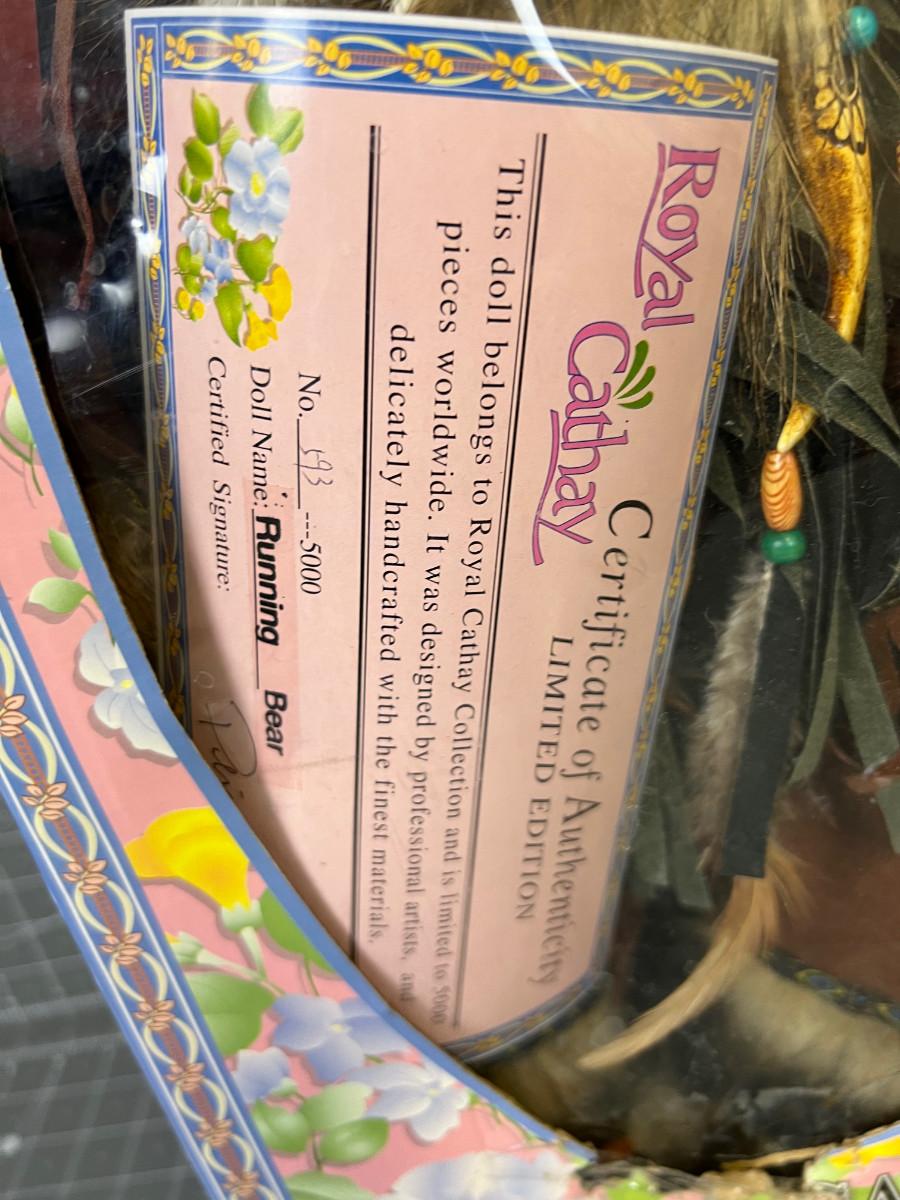 Royal Cathay
Certificate of Authenticity
LIMITED EDITION
This doll belongs to Royal Cathay Collection and is limited to 5000
pieces worldwide. It was designed by professional artists, and
delicately handcrafted with the finest materials.
No. 593 ---5000
Doll Name: Running Bear
Certified Signature: